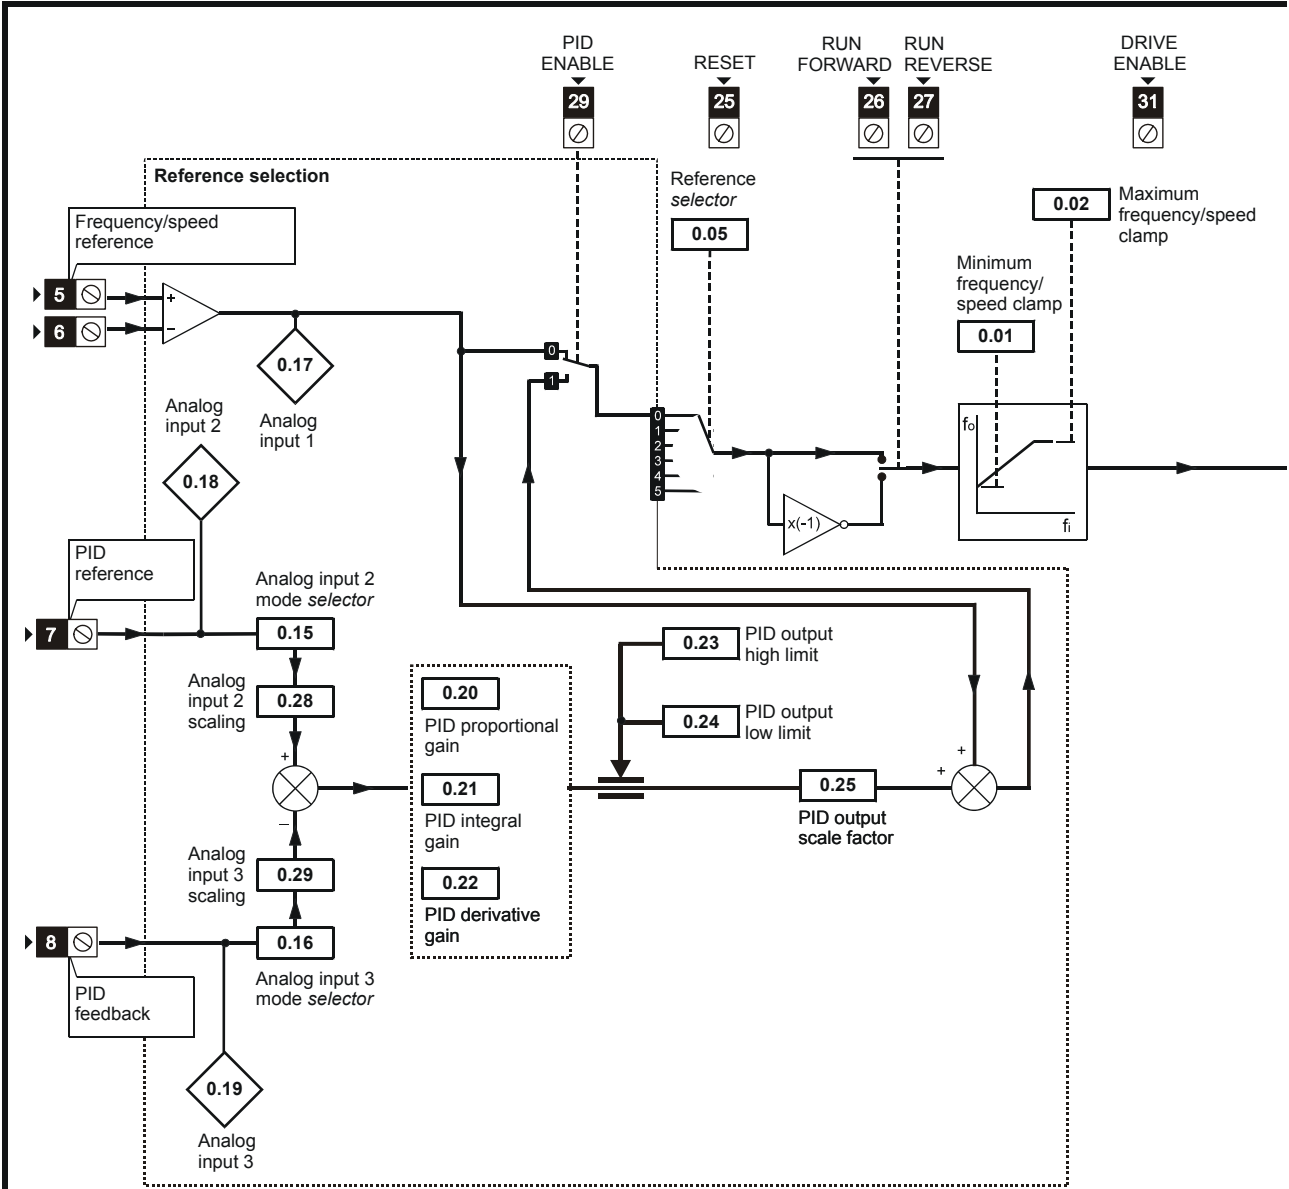 PID
ENABLE
29
RESET
25
RUN
FORWARD
26
RUN
REVERSE
27
DRIVE
ENABLE
31
Reference selection
Reference
selector
0.05
0.02
Maximum
frequency/speed
clamp
Minimum
frequency/
speed clamp
0.01
Frequency/speed
reference
5
6
+
–
0.17
Analog
input 1
Analog
input 2
0.18
0
1
0
1
2
3
4
5
x(-1)
fo
fi
PID
reference
7
Analog input 2
mode selector
0.15
Analog
input 2
scaling
0.28
+
–
Analog
input 3
scaling
0.29
0.16
Analog input 3
mode selector
8
PID
feedback
0.19
Analog
input 3
0.20
PID proportional
gain
0.21
PID integral
gain
0.22
PID derivative
gain
0.23
PID output
high limit
0.24
PID output
low limit
0.25
PID output
scale factor
+
+